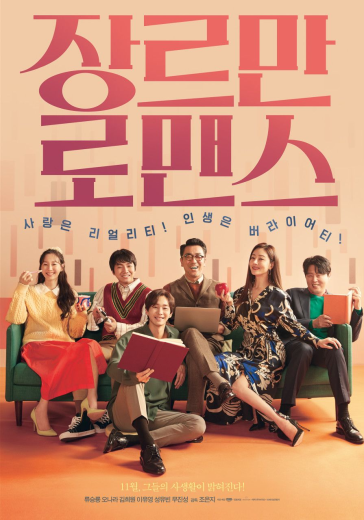 장르만
로맨스
사랑은 리얼리티! 인생은 버라이어티!
11월, 그들의 사생활이 밝혀진다!
류승룡 오나라 김희원 이유영 성유빈 무진성 감독 조은지